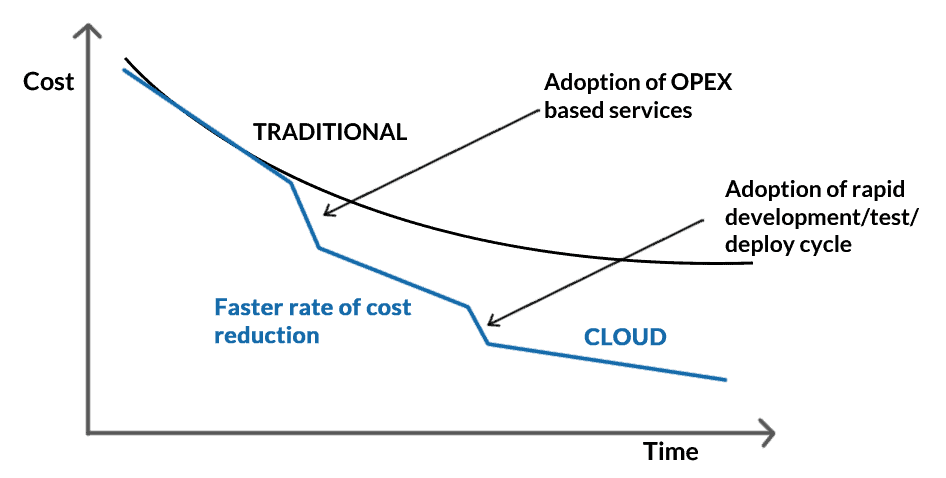 Cost
Adoption of OPEX
based services
TRADITIONAL
Adoption of rapid
development/test/
deploy cycle
Faster rate of cost
reduction
CLOUD
Time